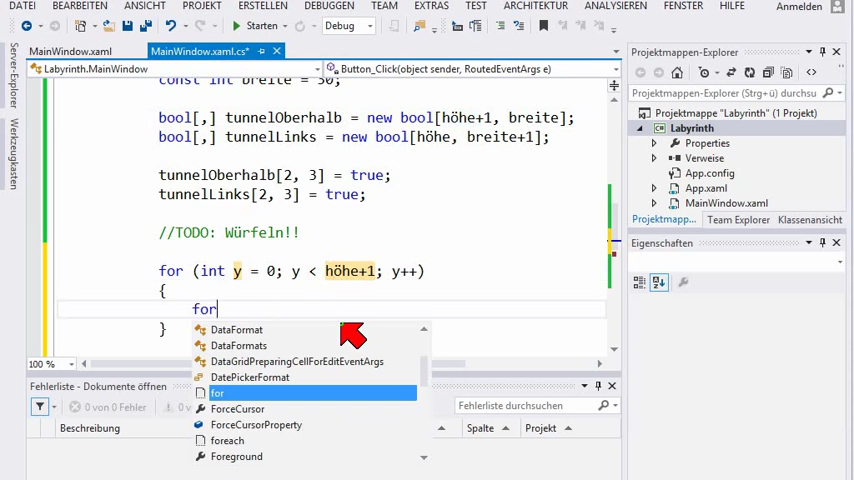 DATEI BEARBEITEN ANSICHT PROJEKT ERSTELLEN DEBUGGEN TEAM EXTRAS TEST ARCHITEKTUR ANALYSIEREN FENSTER HILFE Anmelden
Starten Debug
MainWindow.xaml MainWindow.xaml.cs*
Labyrinth.MainWindow Button_Click(object sender, RoutedEventArgs e)
const int breite = 30;
bool[,] tunnelOberhalb = new bool[höhe+1, breite];
bool[,] tunnelLinks = new bool[höhe, breite+1];
tunnelOberhalb[2, 3] = true;
tunnelLinks[2, 3] = true;
//TODO: Würfeln!!
for (int y = 0; y < höhe+1; y++)
{
for
}
DataFormat
DataFormats
DataGridPreparingCellForEditEventArgs
DatePickerFormat
for
ForceCursor
ForceCursorProperty
foreach
Foreground
100 %
Fehlerliste - Dokumente öffnen
0 von 0 Fehler 0 von
Fehlerliste durchsuchen
Beschreibung Spalte Projekt
Server-Explorer
Werkzeugkasten
Projektmappen-Explorer
Projektmappen-Explorer (Strg+ü) durchsu
Projektmappe "Labyrinth" (1 Projekt)
Labyrinth
Properties
Verweise
App.config
App.xaml
MainWindow.xaml
Projektmapp... Team Explorer Klassenansicht
Eigenschaften